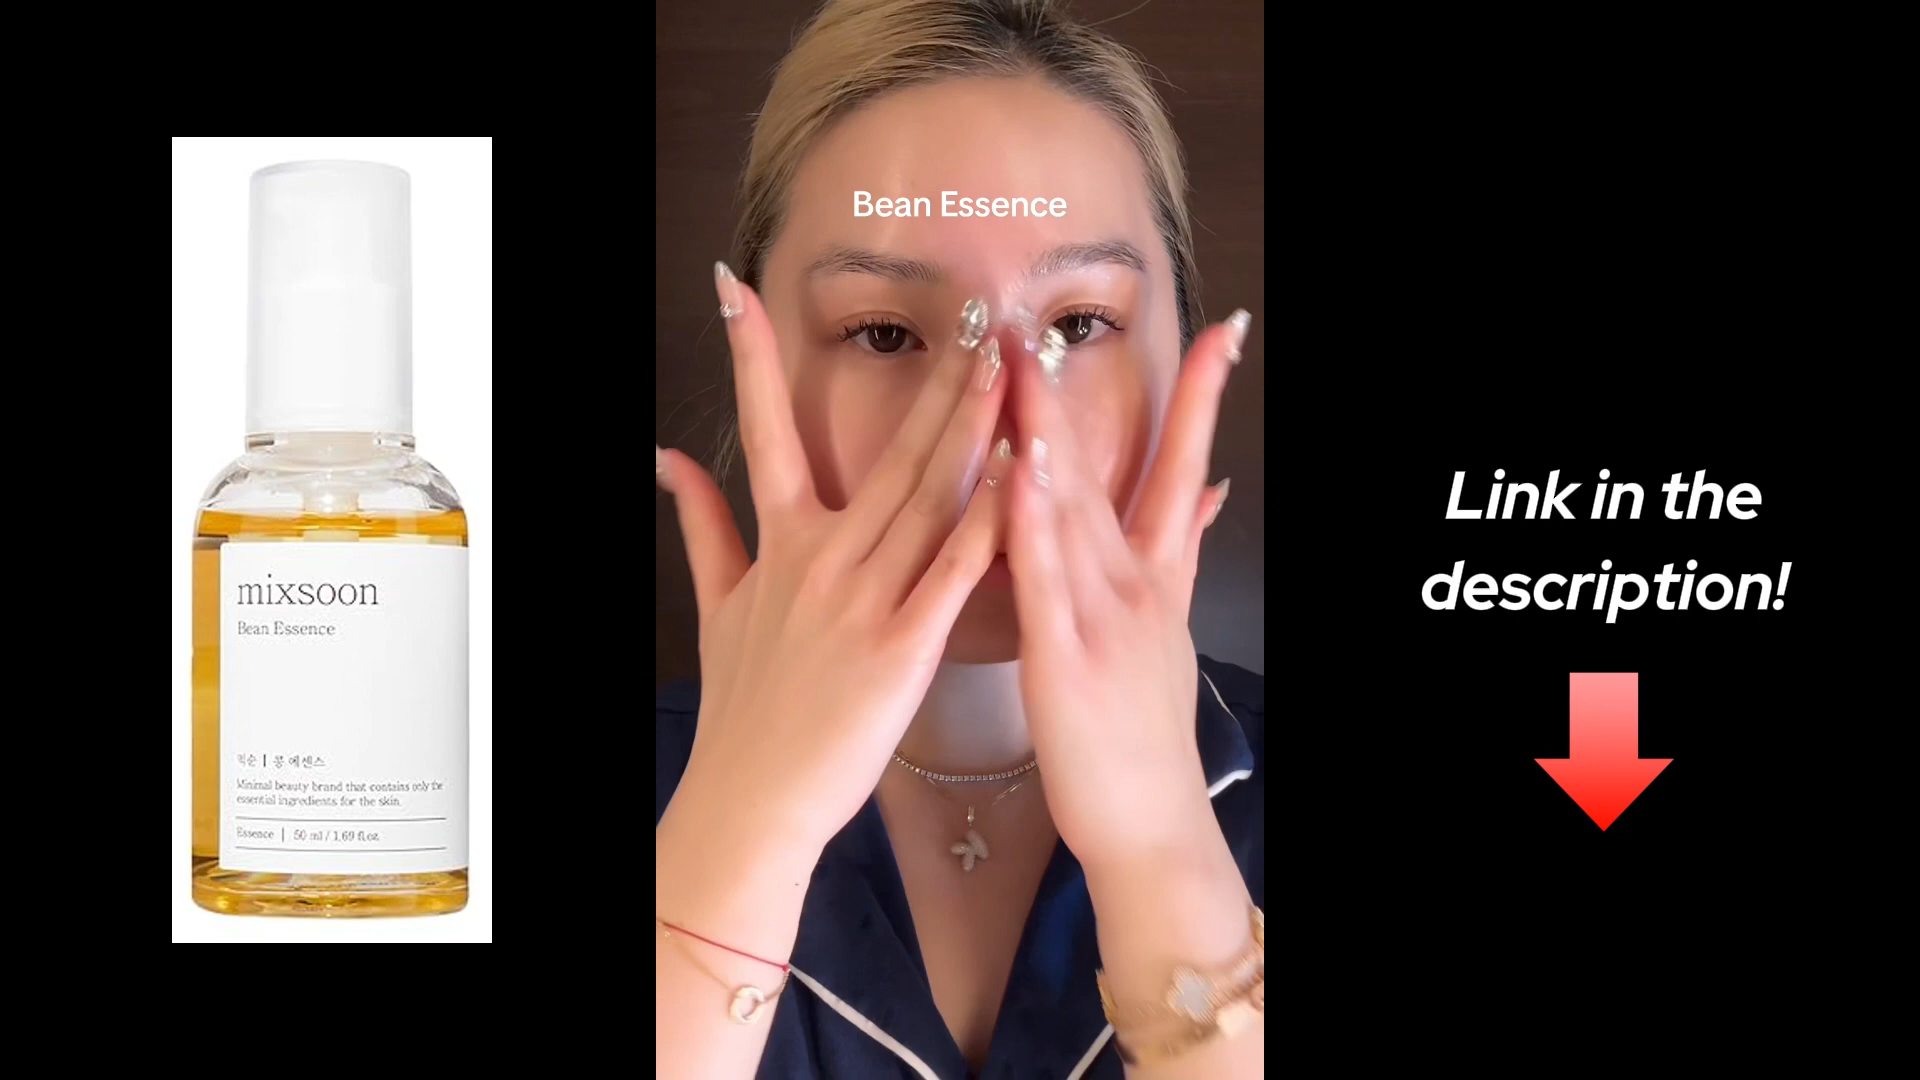 mixsoon
Bean Essence
믹순 | 콩 에센스
Minimal beauty brand that contains only the
essential ingredients for the skin.
Essence | 50 ml / 1.69 fl.oz
Bean Essence
Link in the
description!